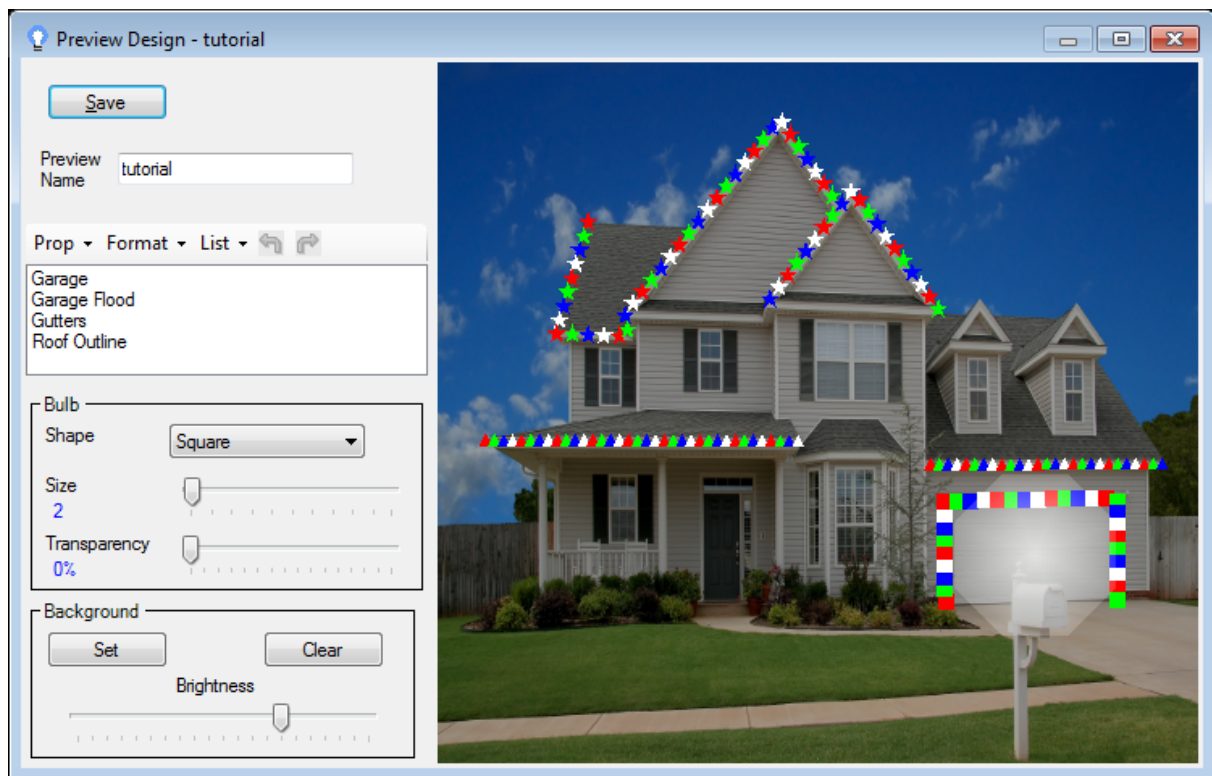 Preview Design - tutorial
Save
Preview
Name
tutorial
Prop Format List
Garage
Garage Flood
Gutters
Roof Outline
Bulb
Shape
Square
Size
2
Transparency
0%
Background
Set Clear
Brightness